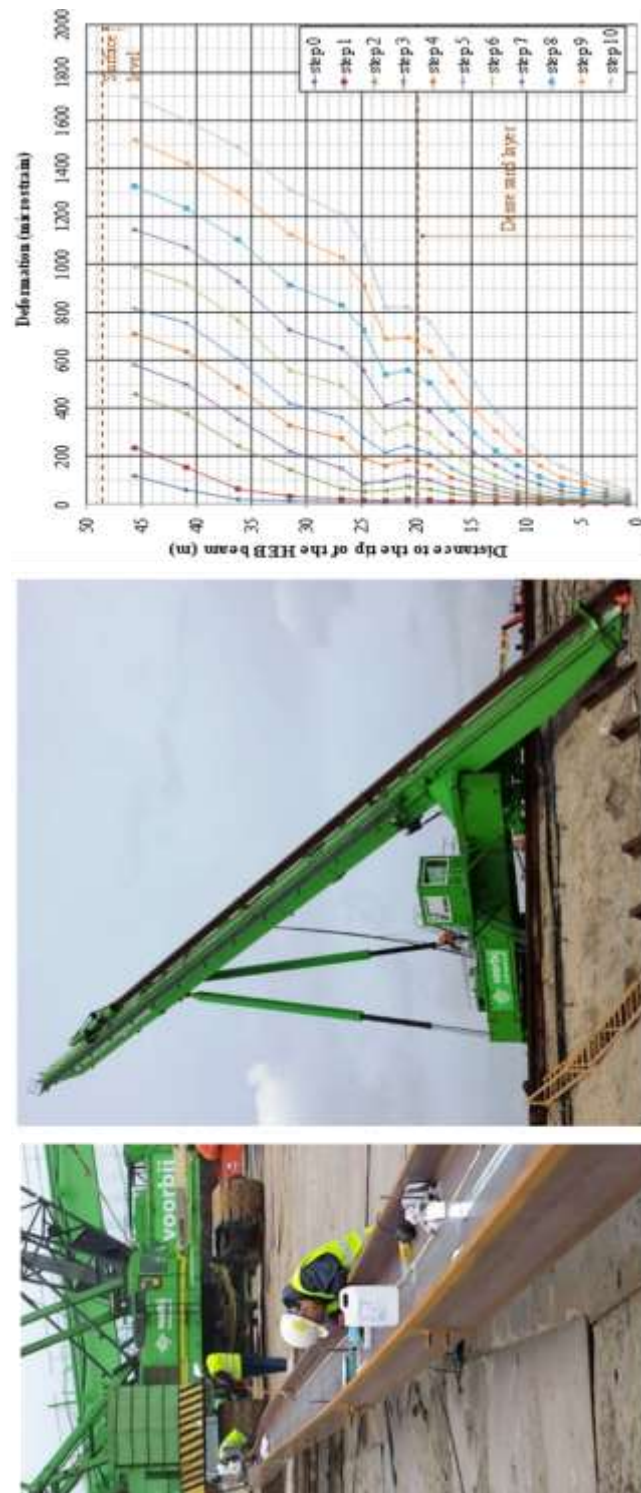 Deformation (microstrain)
0
200
400
600
800
1000
1200
1400
1600
1800
2000
Surface
level
Dense sand layer
step0
step1
step2
step3
step4
step5
step6
step7
step8
step9
step10
50
45
40
35
30
25
20
15
10
5
0
Distance to the tip of the HEB beam (m)
voorbij
voorbij